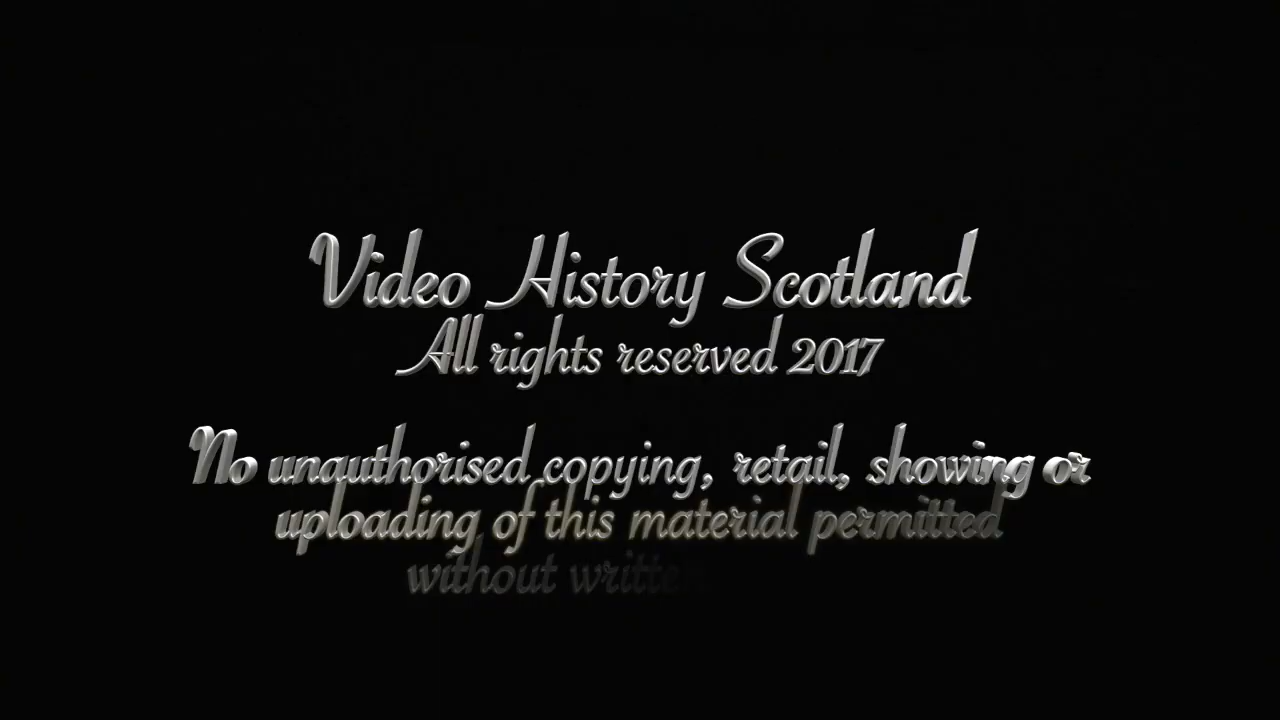 Video History Scotland
All rights reserved 2017
No unauthorised copying, retail, showing or
uploading of this material permitted
without written